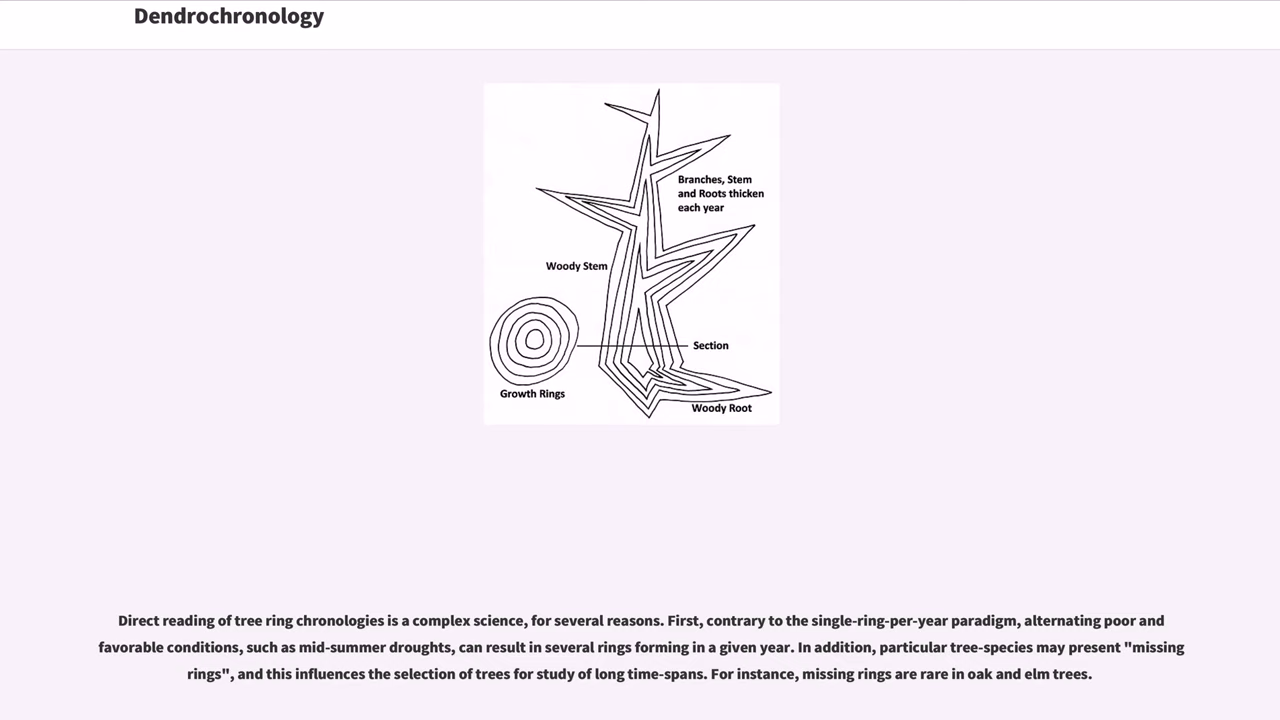 Dendrochronology
Branches, Stem
and Roots thicken
each year
Woody Stem
Section
Growth Rings
Woody Root
Direct reading of tree ring chronologies is a complex science, for several reasons. First, contrary to the single-ring-per-year paradigm, alternating poor and
favorable conditions, such as mid-summer droughts, can result in several rings forming in a given year. In addition, particular tree-species may present "missing
rings", and this influences the selection of trees for study of long time-spans. For instance, missing rings are rare in oak and elm trees.